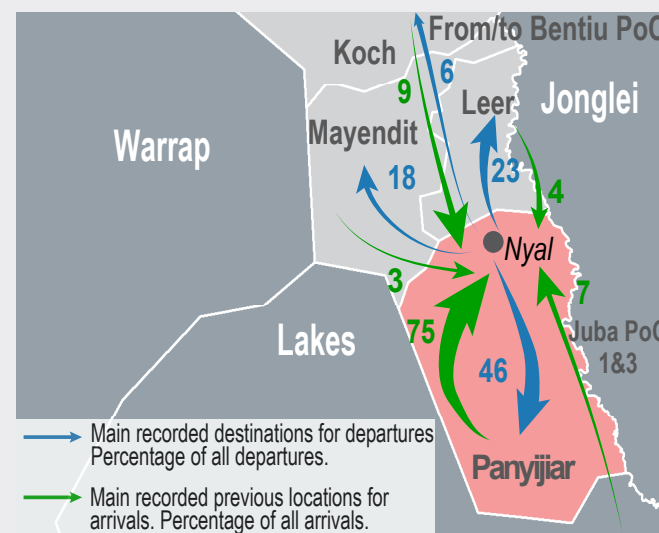 From/to Bentiu PoC
Koch
6
9
Leer
Jonglei
Warrap
Mayendit
18
23
4
Nyal
3
7
75
Juba PoC
1&3
Lakes
46
Main recorded destinations for departures
Percentage of all departures.
Panyijiar
Main recorded previous locations for
arrivals. Percentage of all arrivals.